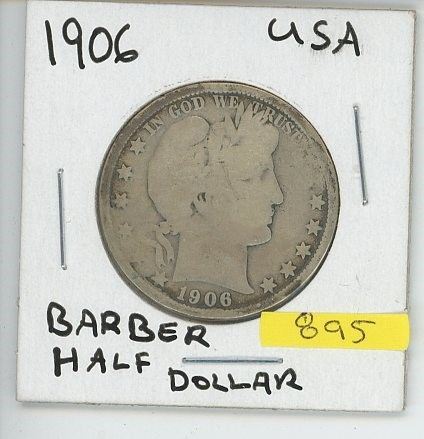 1906 USA
IN GOD WE TRUST
1906
BARBER 895
HALF DOLLAR